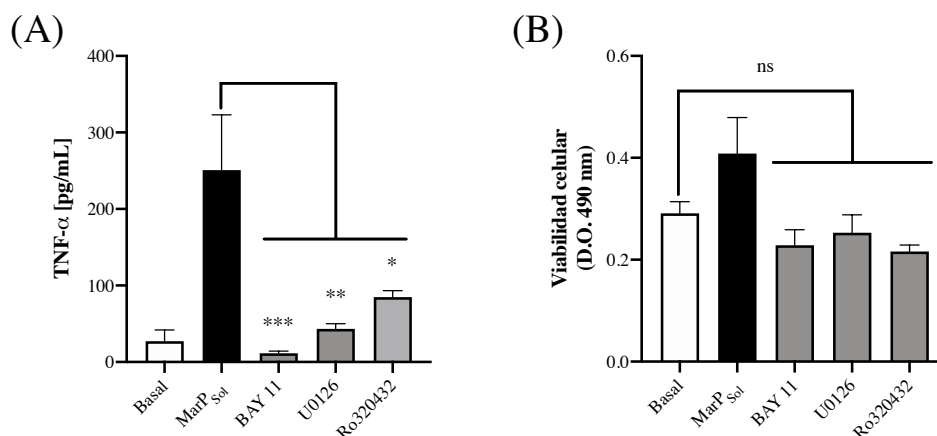 (A)
TNF-α [pg/mL]
400
300
200
100
0
***
**
*
Basal
MarP Sol
BAY 11
U0126
Ro320432
(B)
Viabilidad celular
(D.O. 490 nm)
0.6
0.4
0.2
0.0
ns
Basal
MarP Sol
BAY 11
U0126
Ro320432